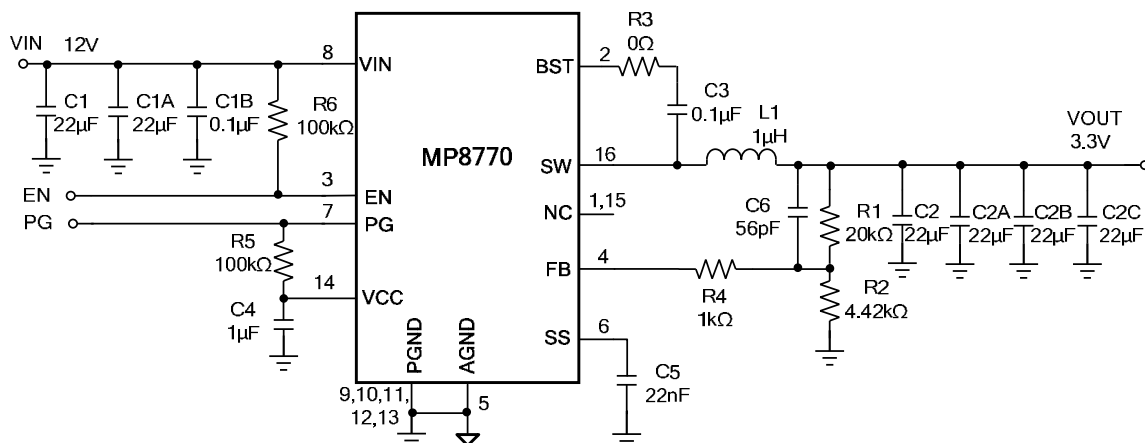 VIN 12V
C1
22µF
C1A
22µF
C1B
0.1µF
R6
100kΩ
EN
PG
R5
100kΩ
C4
1µF
8
VIN
3
EN
7
PG
14
VCC
MP8770
PGND
AGND
9,10,11,
12,13
5
BST
2
R3
0Ω
C3
0.1µF
SW
16
L1
1µH
NC
1,15
FB
4
R4
1kΩ
C6
56pF
R1
20kΩ
R2
4.42kΩ
SS
6
C5
22nF
C2
22µF
C2A
22µF
C2B
22µF
C2C
22µF
VOUT
3.3V